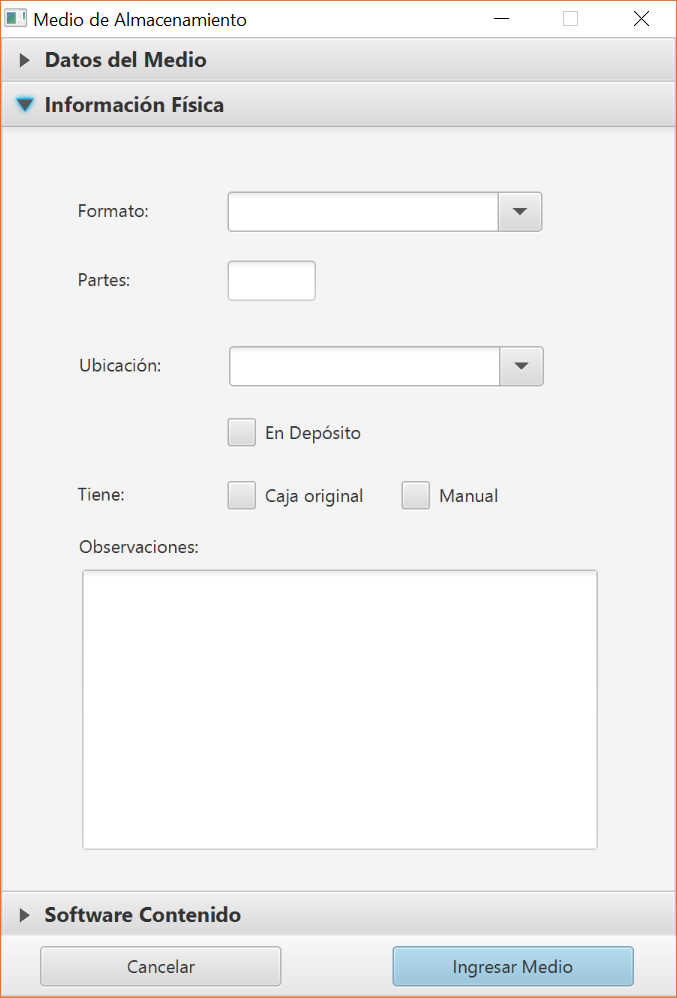 Medio de Almacenamiento
Datos del Medio
Información Física
Formato:
Partes:
Ubicación:
En Depósito
Tiene: Caja original Manual
Observaciones:
Software Contenido
Cancelar Ingresar Medio